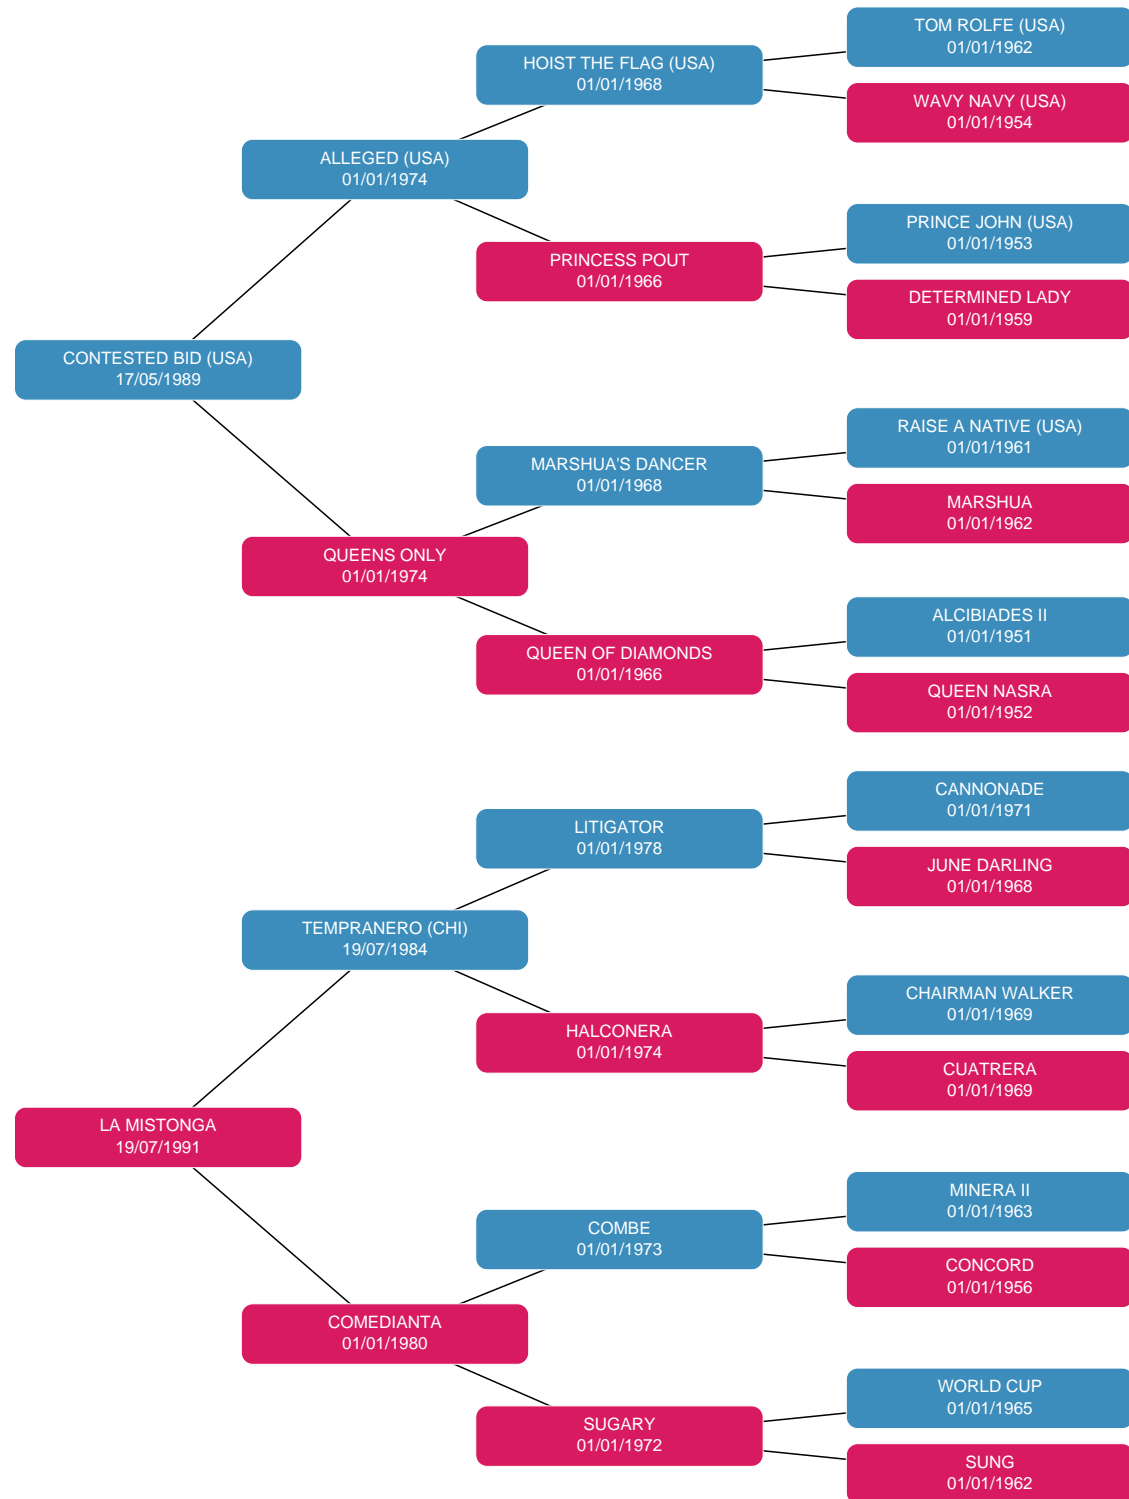 TOM ROLFE (USA)
01/01/1962
HOIST THE FLAG (USA)
01/01/1968
WAVY NAVY (USA)
01/01/1954
ALLEGED (USA)
01/01/1974
PRINCE JOHN (USA)
01/01/1953
PRINCESS POUT
01/01/1966
DETERMINED LADY
01/01/1959
CONTESTED BID (USA)
17/05/1989
RAISE A NATIVE (USA)
01/01/1961
MARSHUA'S DANCER
01/01/1968
MARSHUA
01/01/1962
QUEENS ONLY
01/01/1974
ALCIBIADES II
01/01/1951
QUEEN OF DIAMONDS
01/01/1966
QUEEN NASRA
01/01/1952
CANNONADE
01/01/1971
LITIGATOR
01/01/1978
JUNE DARLING
01/01/1968
TEMPRANERO (CHI)
19/07/1984
CHAIRMAN WALKER
01/01/1969
HALCONERA
01/01/1974
CUATRERA
01/01/1969
LA MISTONGA
19/07/1991
MINERA II
01/01/1963
COMBE
01/01/1973
CONCORD
01/01/1956
COMEDIANTA
01/01/1980
WORLD CUP
01/01/1965
SUGARY
01/01/1972
SUNG
01/01/1962